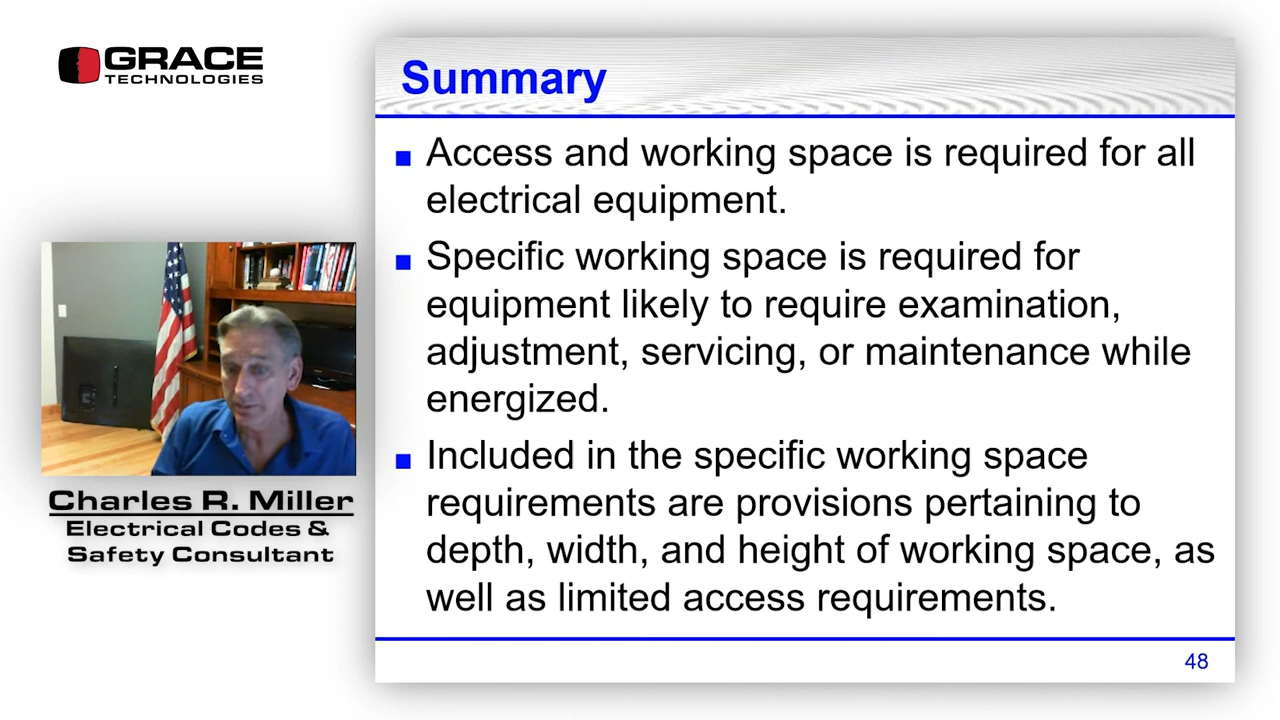 GRACE
TECHNOLOGIES
Summary
Access and working space is required for all
electrical equipment.
Specific working space is required for
equipment likely to require examination,
adjustment, servicing, or maintenance while
energized.
Included in the specific working space
requirements are provisions pertaining to
depth, width, and height of working space, as
well as limited access requirements.
48
Charles R. Miller
Electrical Codes &
Safety Consultant